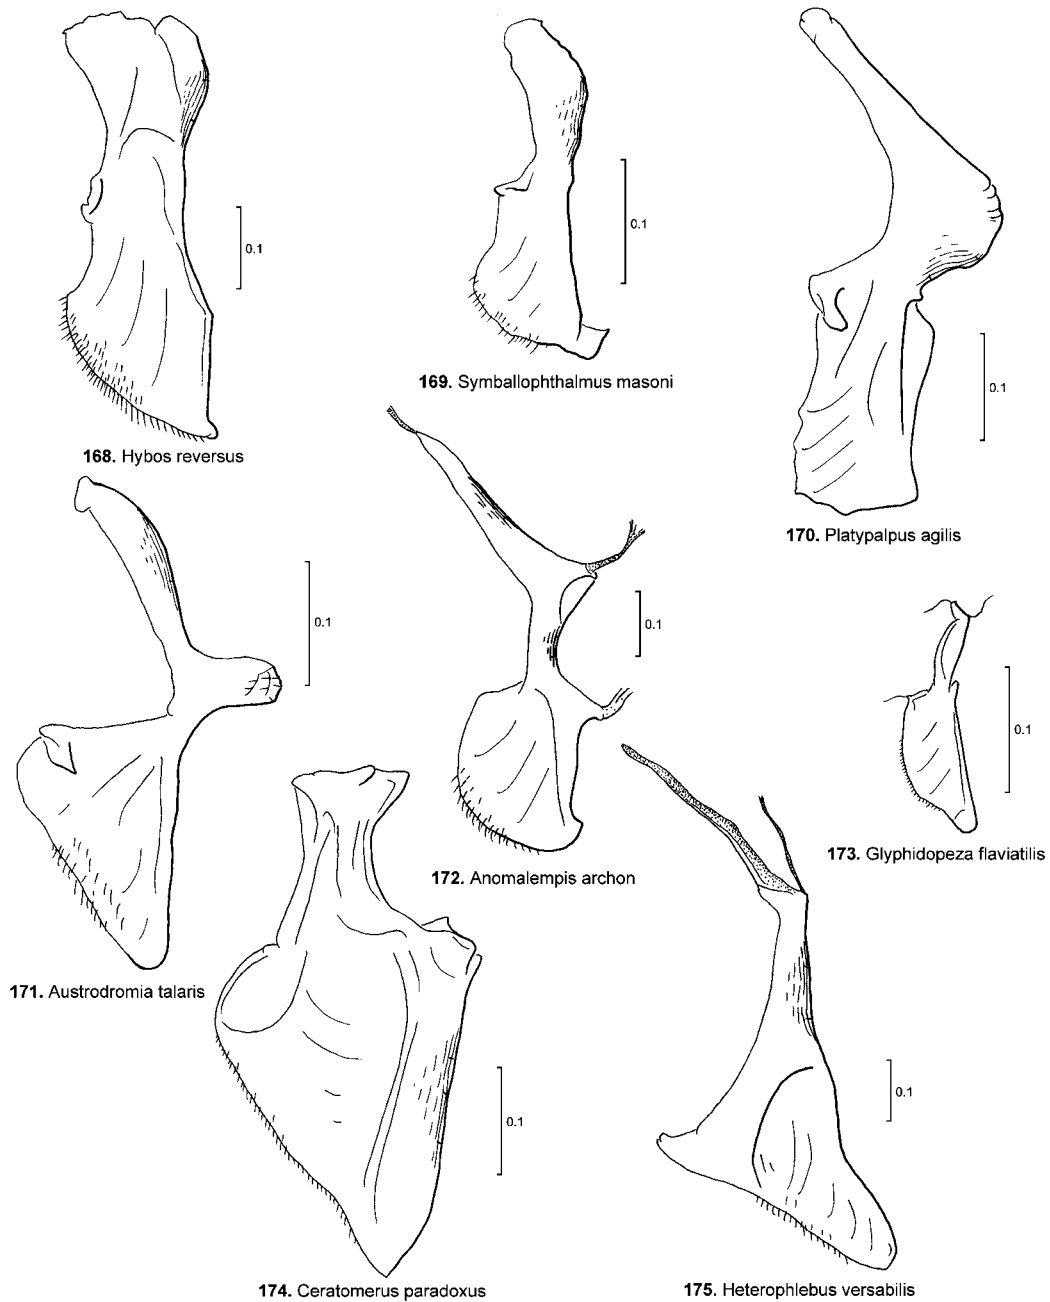 0.1
168. Hybos reversus
0.1
169. Symballophthalmus masoni
0.1
170. Platypalpus agilis
0.1
171. Austrodromia talaris
0.1
172. Anomalempis archon
0.1
173. Glyphidopeza flaviatilis
0.1
174. Ceratomerus paradoxus
0.1
175. Heterophlebus versabilis